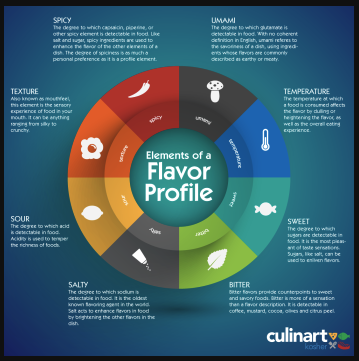 SPICY
The degree to which capsaicin, piperine, or
other spicy element is detectable in food. Like
salt and sugar, spicy ingredients are used to
enhance the flavor of the other elements of a
dish. The degree of spiciness is as much a
personal preference as it is a profile element.
UMAMI
The degree to which glutamate is
detectable in food. With no coherent
definition in English, umami referes to
the savoriness of a dish, using ingredi-
ents whose flavors are commonly
described as earthy or meaty.
TEXTURE
Also known as mouthfeel,
this element is the sensory
experience of food in your
mouth. It can be anything
ranging from silky to
crunchy.
TEMPERATURE
The temperature at which
a food is consumed affects
the flavor by dulling or
heightening the flavor, as
well as the overall eating
experience.
spicy
umami
texture
temperature
Elements of a
Flavor
Profile
sour
sweet
salty
bitter
SOUR
The degree to which acid
is detectable in food.
Acidity is used to temper
the richness of foods.
SWEET
The degree to which
sugars are detectable in
food. It is the most pleas-
ant of taste sensations.
Sugars, like salt, can be
used to enliven flavors.
SALTY
The degree to which sodium is
detectable in food. It is the oldest
known flavoring agent in the world.
Salt acts to enhance flavors in food
by brightening the other flavors in the
dish.
BITTER
Bitter flavors provide counterpoints to sweet
and savory foods. Bitter is more of a sensation
then a flavor description. It is detectable in
coffee, mustard, cocoa, olives and citrus peel.
culinart
kosher